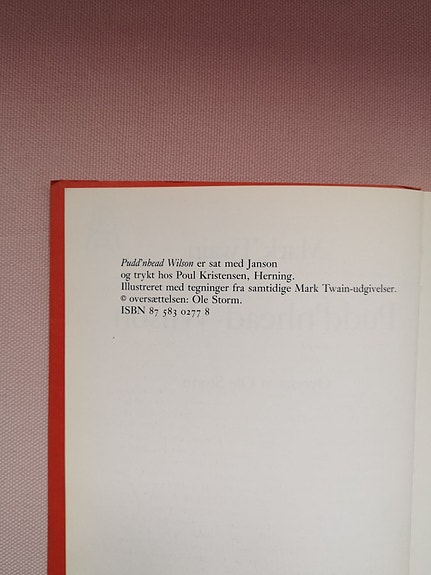 Pudd'nhead Wilson er sat med Janson
og trykt hos Poul Kristensen, Herning.
Illustreret med tegninger fra samtidige Mark Twain-udgivelser.
© oversættelsen: Ole Storm.
ISBN 87 583 0277 8